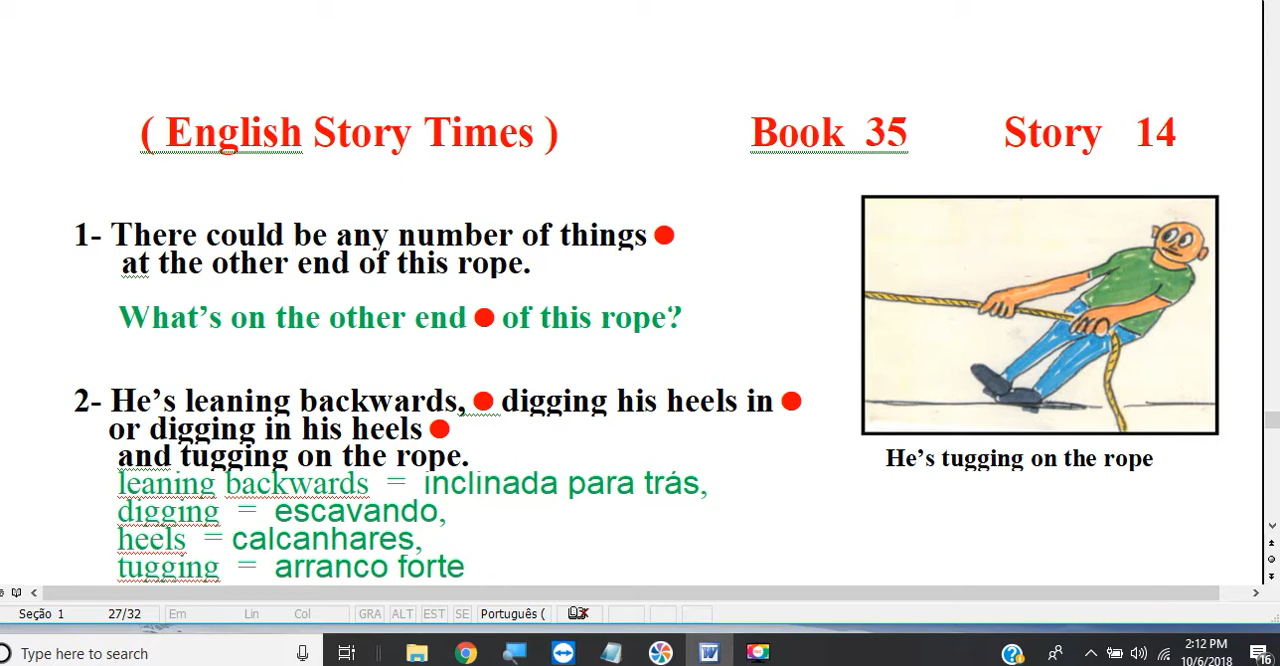 ( English Story Times ) Book 35 Story 14
1- There could be any number of things
at the other end of this rope.
What's on the other end of this rope?
2- He's leaning backwards, digging his heels in
or digging in his heels
and tugging on the rope.
leaning backwards = inclinada para trás,
digging = escavando,
heels = calcanhares,
tugging = arranco forte
He's tugging on the rope
Seção 1 27/32 Em Lin Col GRA ALT EST SE Português (
Type here to search
2:12 PM
10/6/2018
16